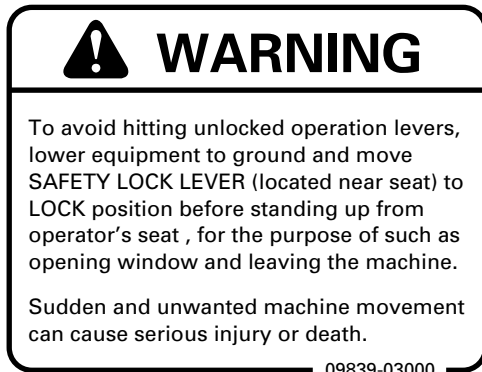 WARNING
To avoid hitting unlocked operation levers,
lower equipment to ground and move
SAFETY LOCK LEVER (located near seat) to
LOCK position before standing up from
operator's seat , for the purpose of such as
opening window and leaving the machine.
Sudden and unwanted machine movement
can cause serious injury or death.
09839-03000